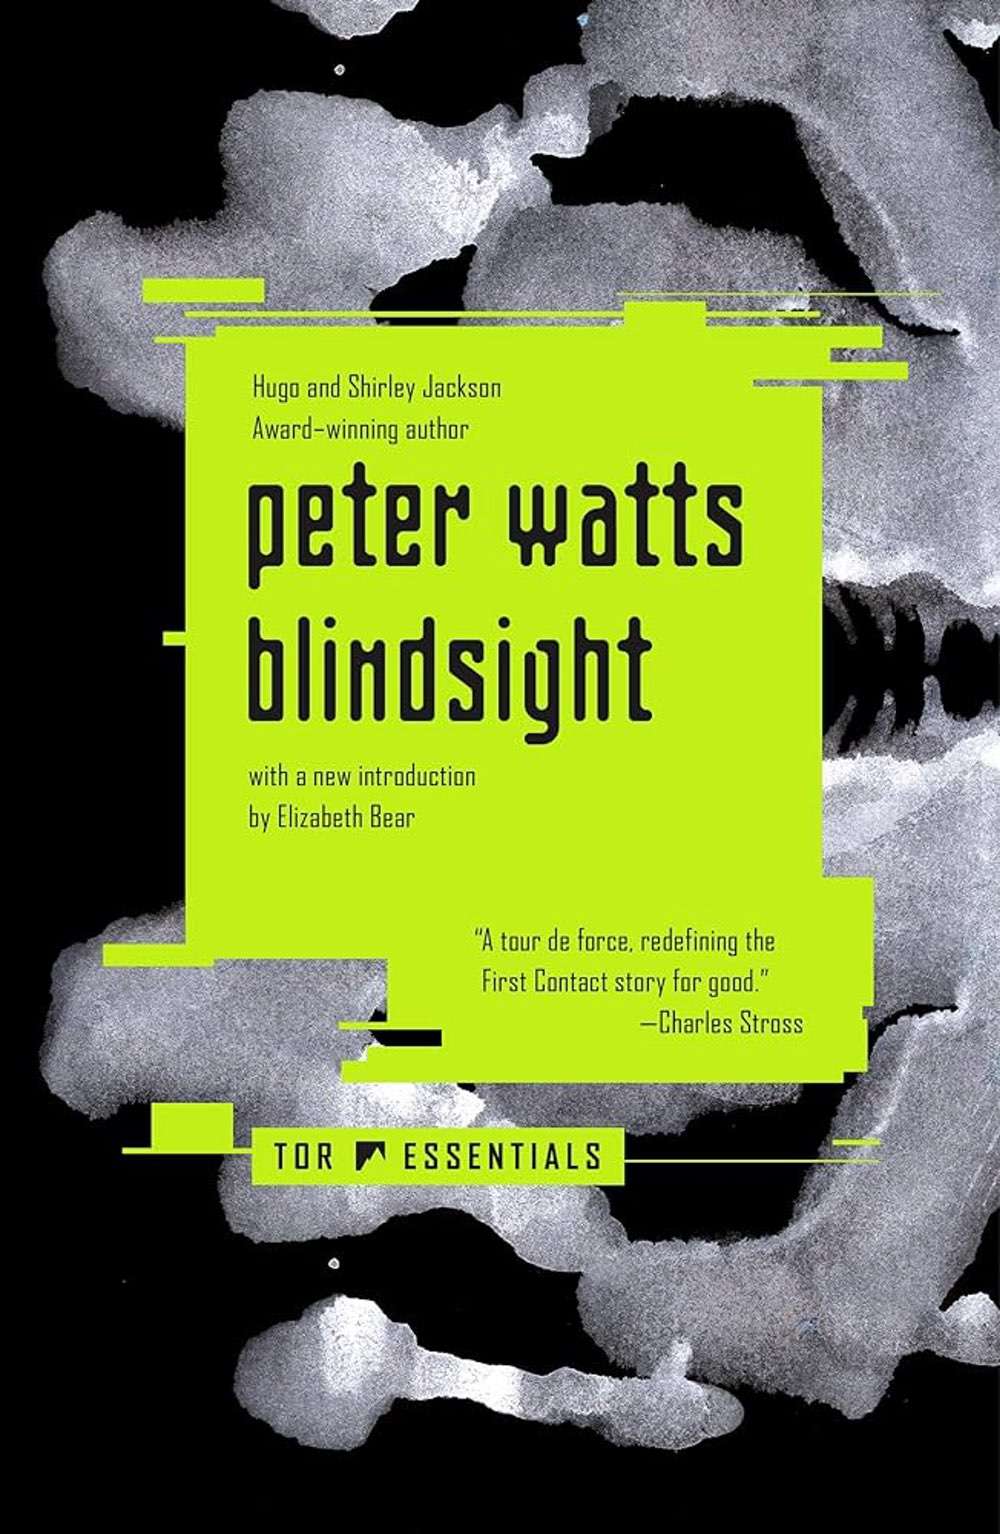 Hugo and Shirley Jackson
Award–winning author
peter watts
blindsight
with a new introduction
by Elizabeth Bear
“A tour de force, redefining the
First Contact story for good.”
—Charles Stross
TOR ESSENTIALS